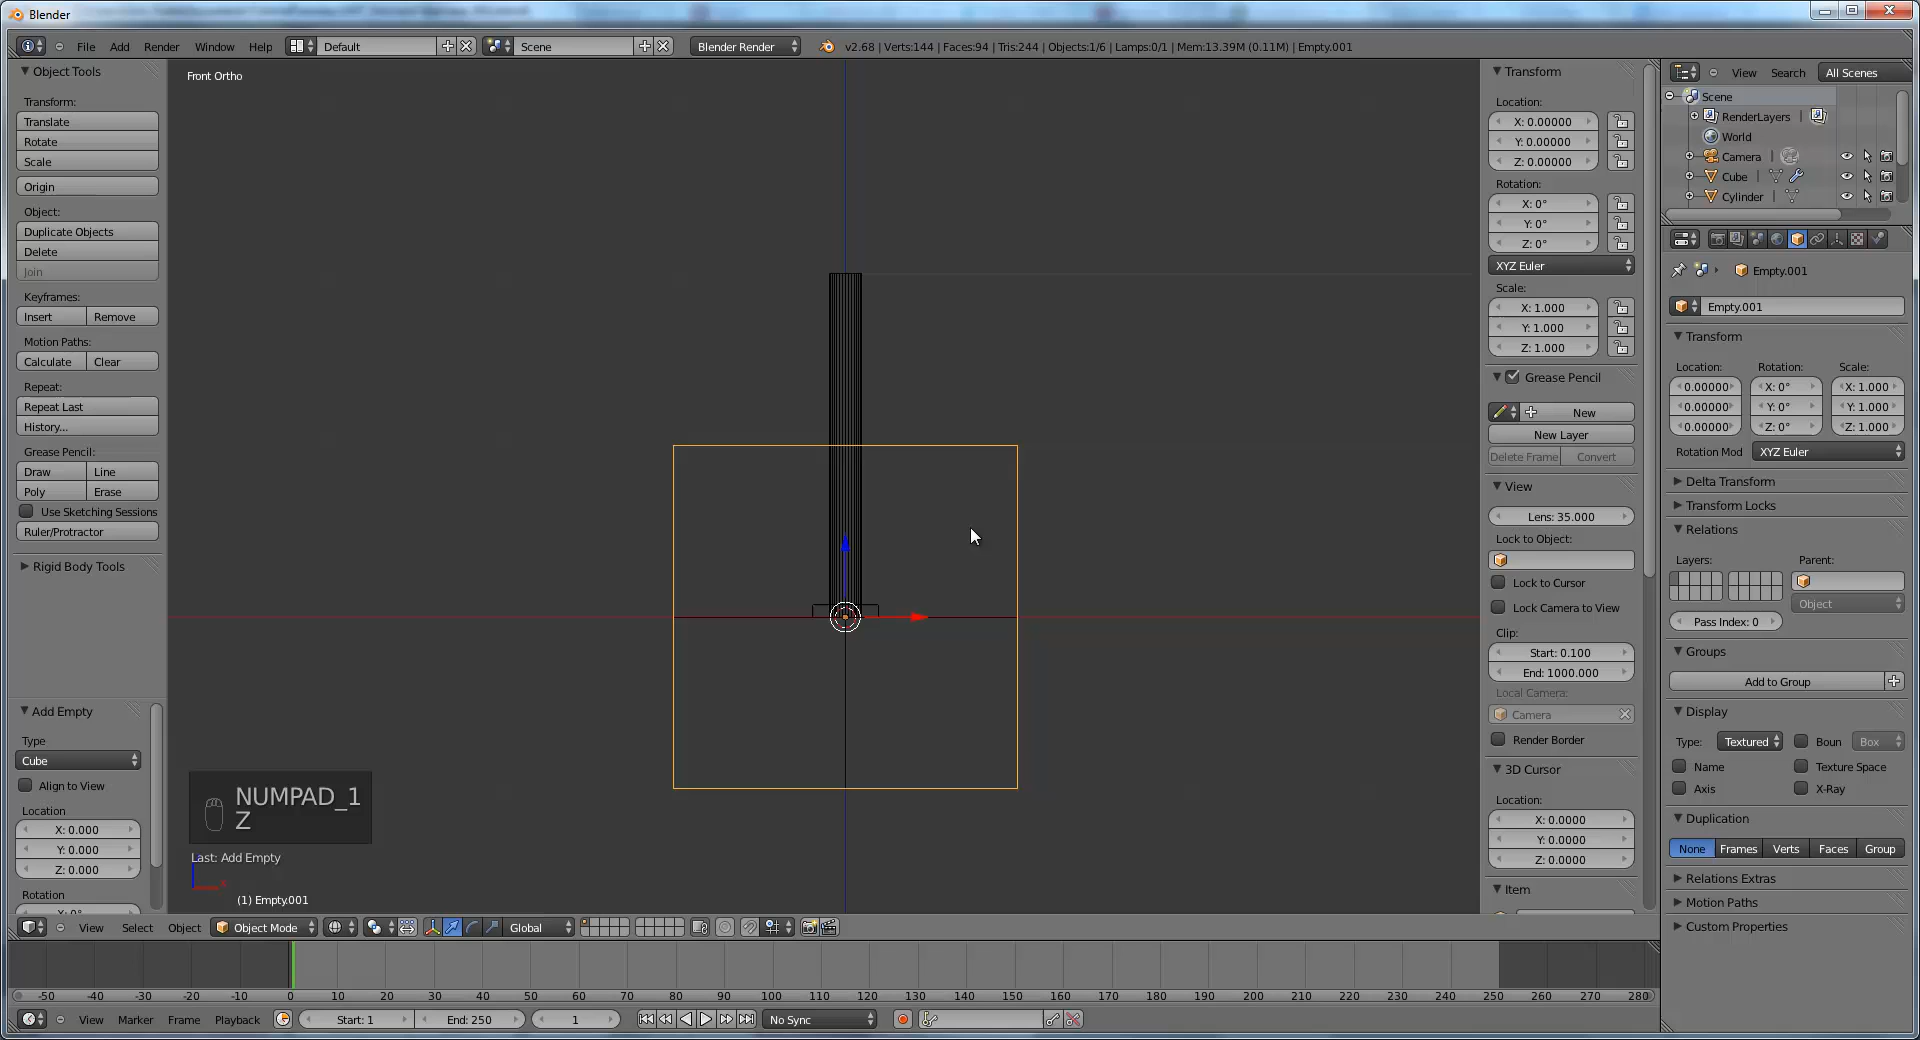 Blender
File Add Render Window Help Default Scene Blender Render v2.68 | Verts:144 | Faces:94 | Tris:244 | Objects:1/6 | Lamps:0/1 | Mem:13.39M (0.11M) | Empty.001
Object Tools
Transform:
Translate
Rotate
Scale
Origin
Object:
Duplicate Objects
Delete
Join
Keyframes:
Insert Remove
Motion Paths:
Calculate Clear
Repeat:
Repeat Last
History...
Grease Pencil:
Draw Line
Poly Erase
Use Sketching Sessions
Ruler/Protractor
Rigid Body Tools
Add Empty
Type
Cube
Align to View
Location
X: 0.000
Y: 0.000
Z: 0.000
Rotation
Front Ortho
NUMPAD_1
Z
Last: Add Empty
(1) Empty.001
Transform
Location:
X: 0.00000
Y: 0.00000
Z: 0.00000
Rotation:
X: 0°
Y: 0°
Z: 0°
XYZ Euler
Scale:
X: 1.000
Y: 1.000
Z: 1.000
Grease Pencil
New
New Layer
Delete Frame Convert
View
Lens: 35.000
Lock to Object:
Lock to Cursor
Lock Camera to View
Clip:
Start: 0.100
End: 1000.000
Local Camera:
Camera
Render Border
3D Cursor
Location:
X: 0.0000
Y: 0.0000
Z: 0.0000
Item
View Search All Scenes
Scene
RenderLayers |
World
Camera |
Cube |
Cylinder |
Empty.001
Empty.001
Transform
Location: Rotation: Scale:
0.00000 X: 0° X: 1.000
0.00000 Y: 0° Y: 1.000
0.00000 Z: 0° Z: 1.000
Rotation Mod XYZ Euler
Delta Transform
Transform Locks
Relations
Layers: Parent:
Object
Pass Index: 0
Groups
Add to Group
Display
Type: Textured Boun Box
Name Texture Space
Axis X-Ray
Duplication
None Frames Verts Faces Group
Relations Extras
Motion Paths
Custom Properties
View Select Object Object Mode Global
-50 -40 -30 -20 -10 0 10 20 30 40 50 60 70 80 90 100 110 120 130 140 150 160 170 180 190 200 210 220 230 240 250 260 270 280
View Marker Frame Playback Start: 1 End: 250 1 No Sync